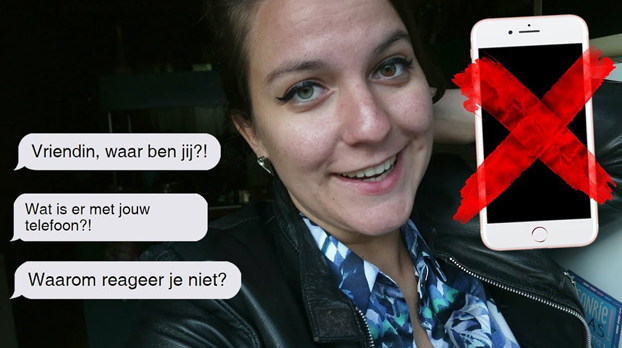 Vriendin, waar ben jij?!
Wat is er met jouw
telefoon?!
Waarom reageer je niet?